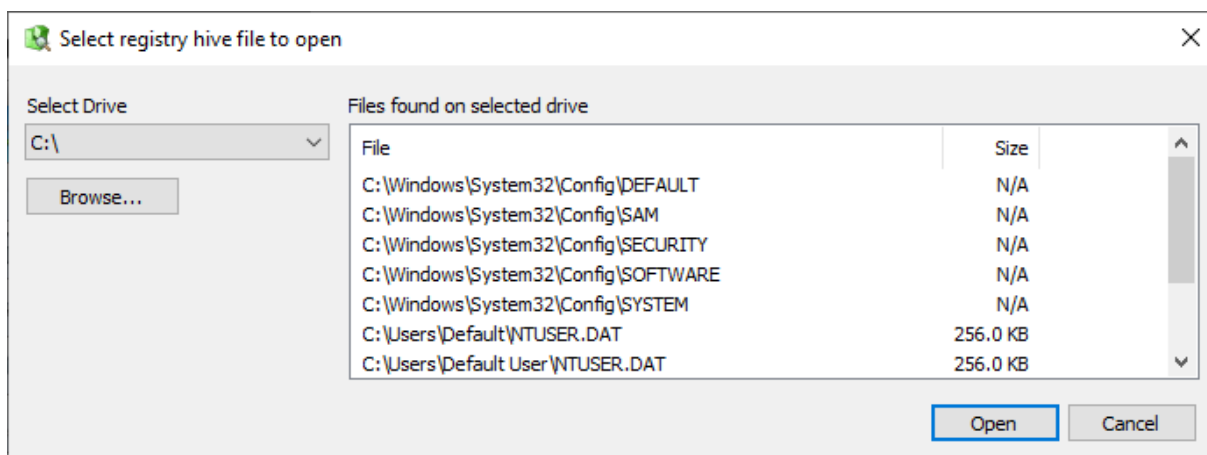 Select registry hive file to open
Select Drive
C:\
Browse...
Files found on selected drive
File Size
C:\Windows\System32\Config\DEFAULT N/A
C:\Windows\System32\Config\SAM N/A
C:\Windows\System32\Config\SECURITY N/A
C:\Windows\System32\Config\SOFTWARE N/A
C:\Windows\System32\Config\SYSTEM N/A
C:\Users\Default\NTUSER.DAT 256.0 KB
C:\Users\Default User\NTUSER.DAT 256.0 KB
Open Cancel